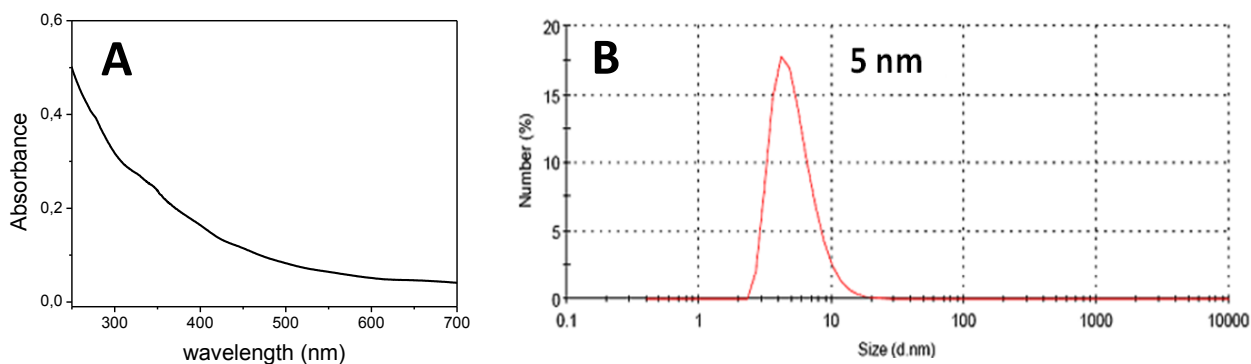 A
0,6
0,4
0,2
0,0
Absorbance
300 400 500 600 700
wavelength (nm)
B
5 nm
20
15
10
5
0
Number (%)
0.1 1 10 100 1000 10000
Size (d.nm)